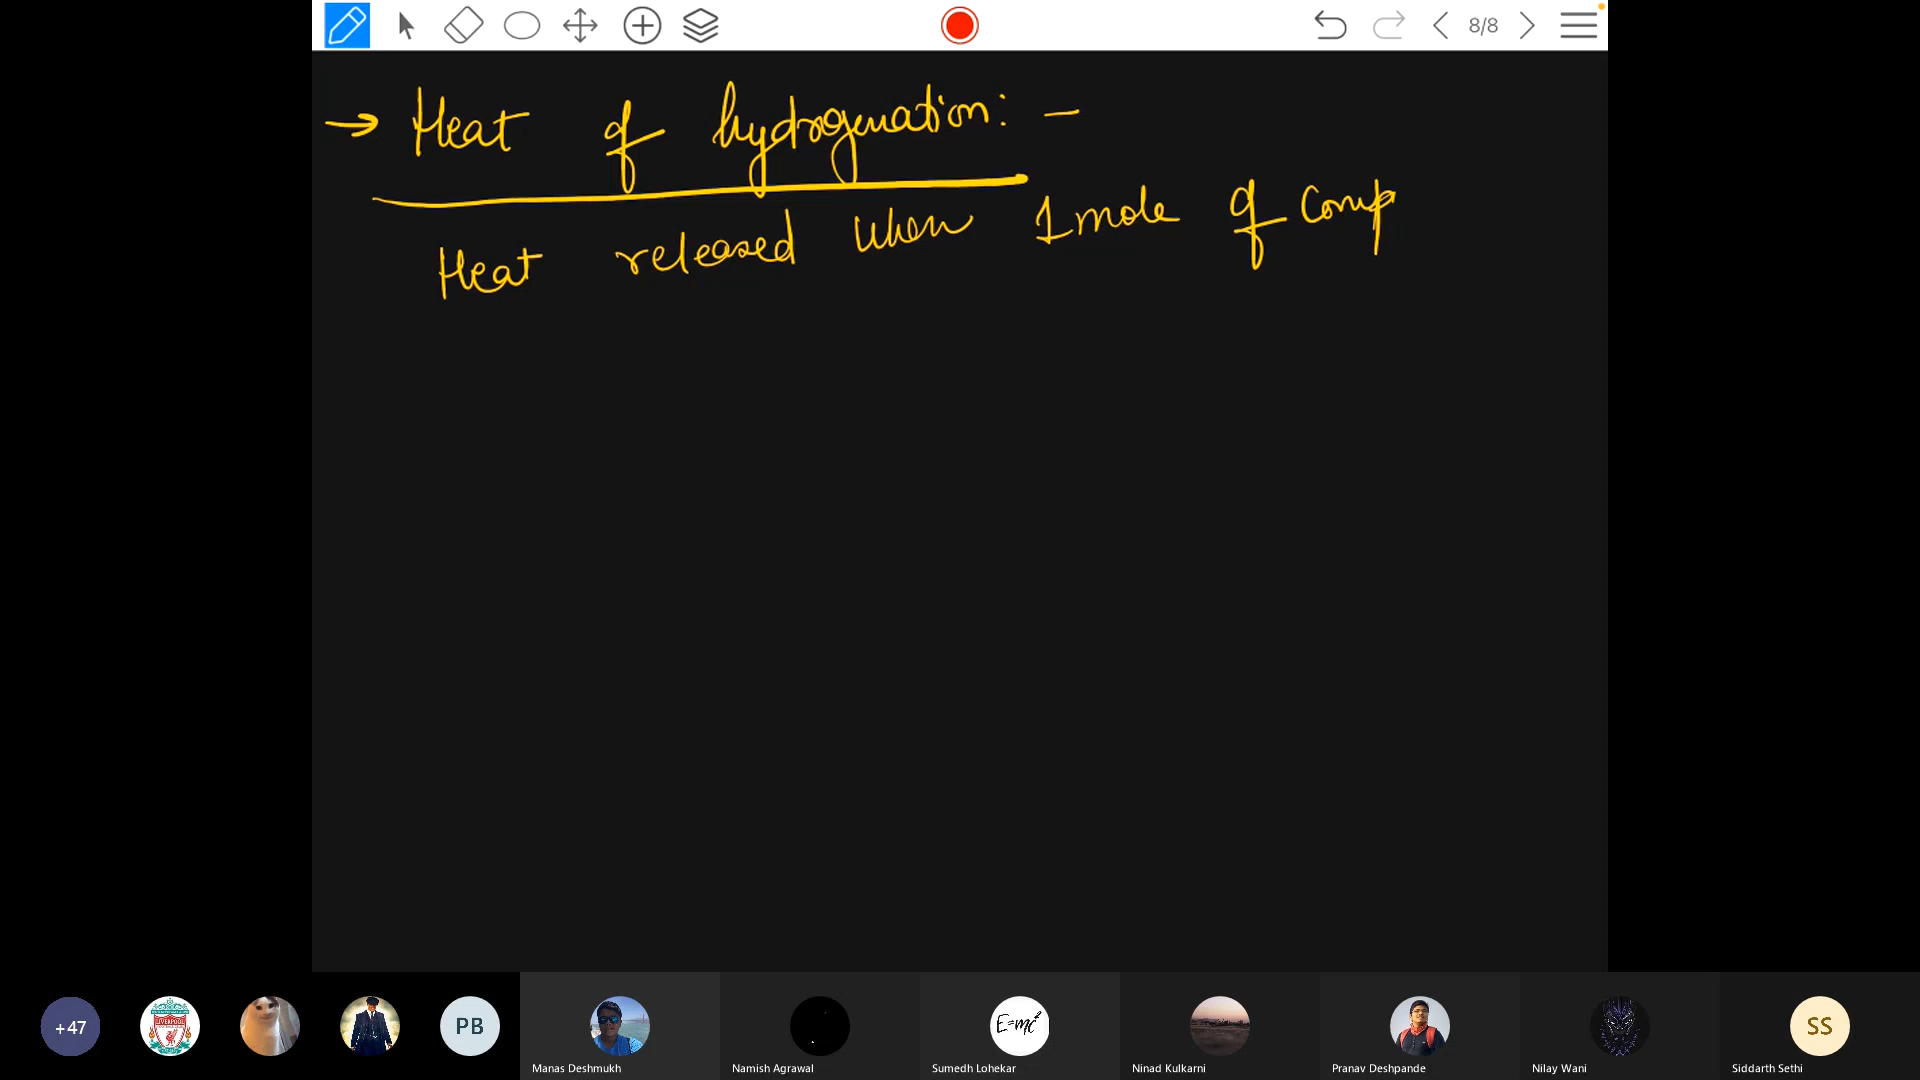 8/8
→ Heat of hydrogenation: -
Heat released when 1 mole of Comp
+47
LIVERPOOL
PB
E=mc²
SS
Manas Deshmukh
Namish Agrawal
Sumedh Lohekar
Ninad Kulkarni
Pranav Deshpande
Nilay Wani
Siddarth Sethi